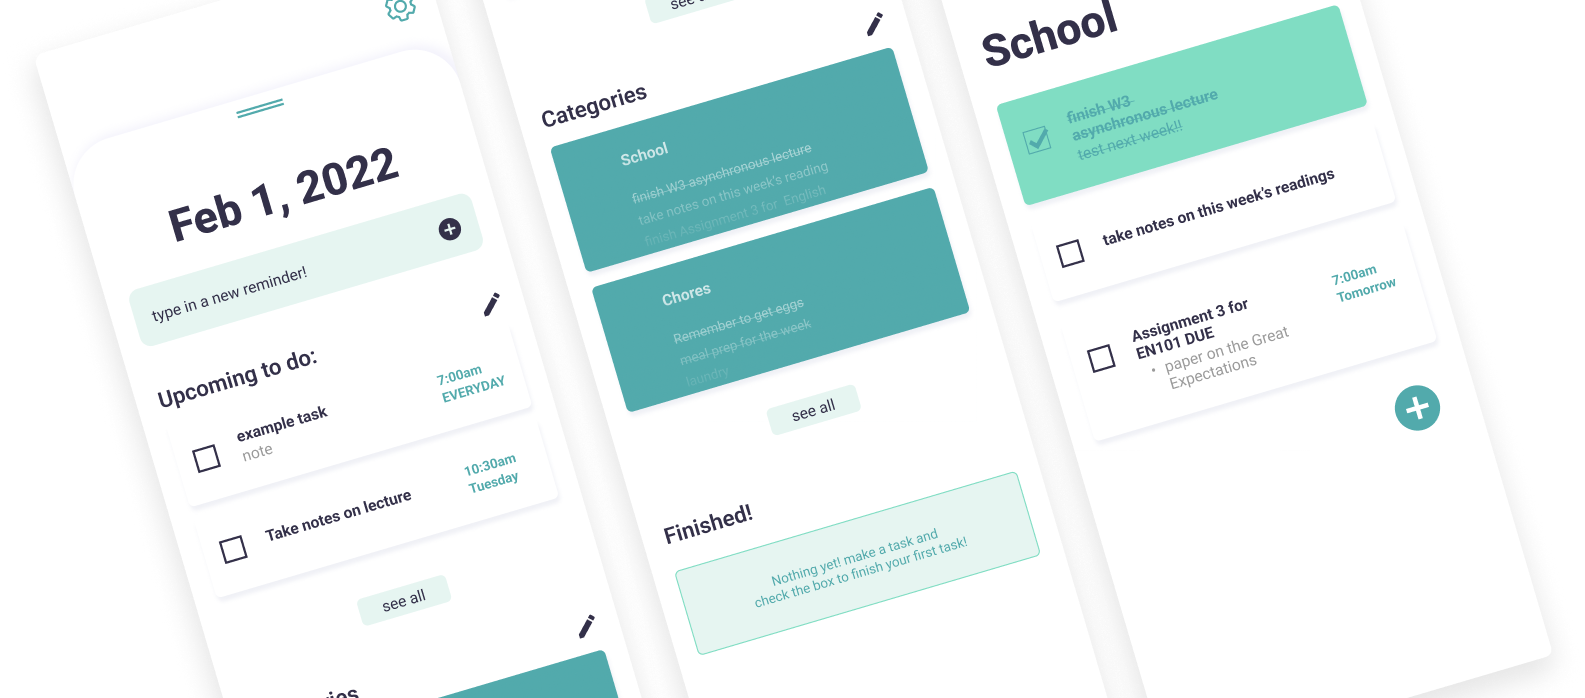 Feb 1, 2022
type in a new reminder!
Upcoming to do:
example task
note
7:00am
EVERYDAY
Take notes on lecture
10:30am
Tuesday
see all
see
Categories
School
finish W3 asynchronous lecture
take notes on this week's reading
finish Assignment 3 for English
Chores
Remember to get eggs
meal prep for the week
laundry
see all
Finished!
Nothing yet! make a task and
check the box to finish your first task!
School
finish W3
asynchronous lecture
test next week!!
take notes on this week's readings
Assignment 3 for
EN101 DUE
• paper on the Great
Expectations
7:00am
Tomorrow